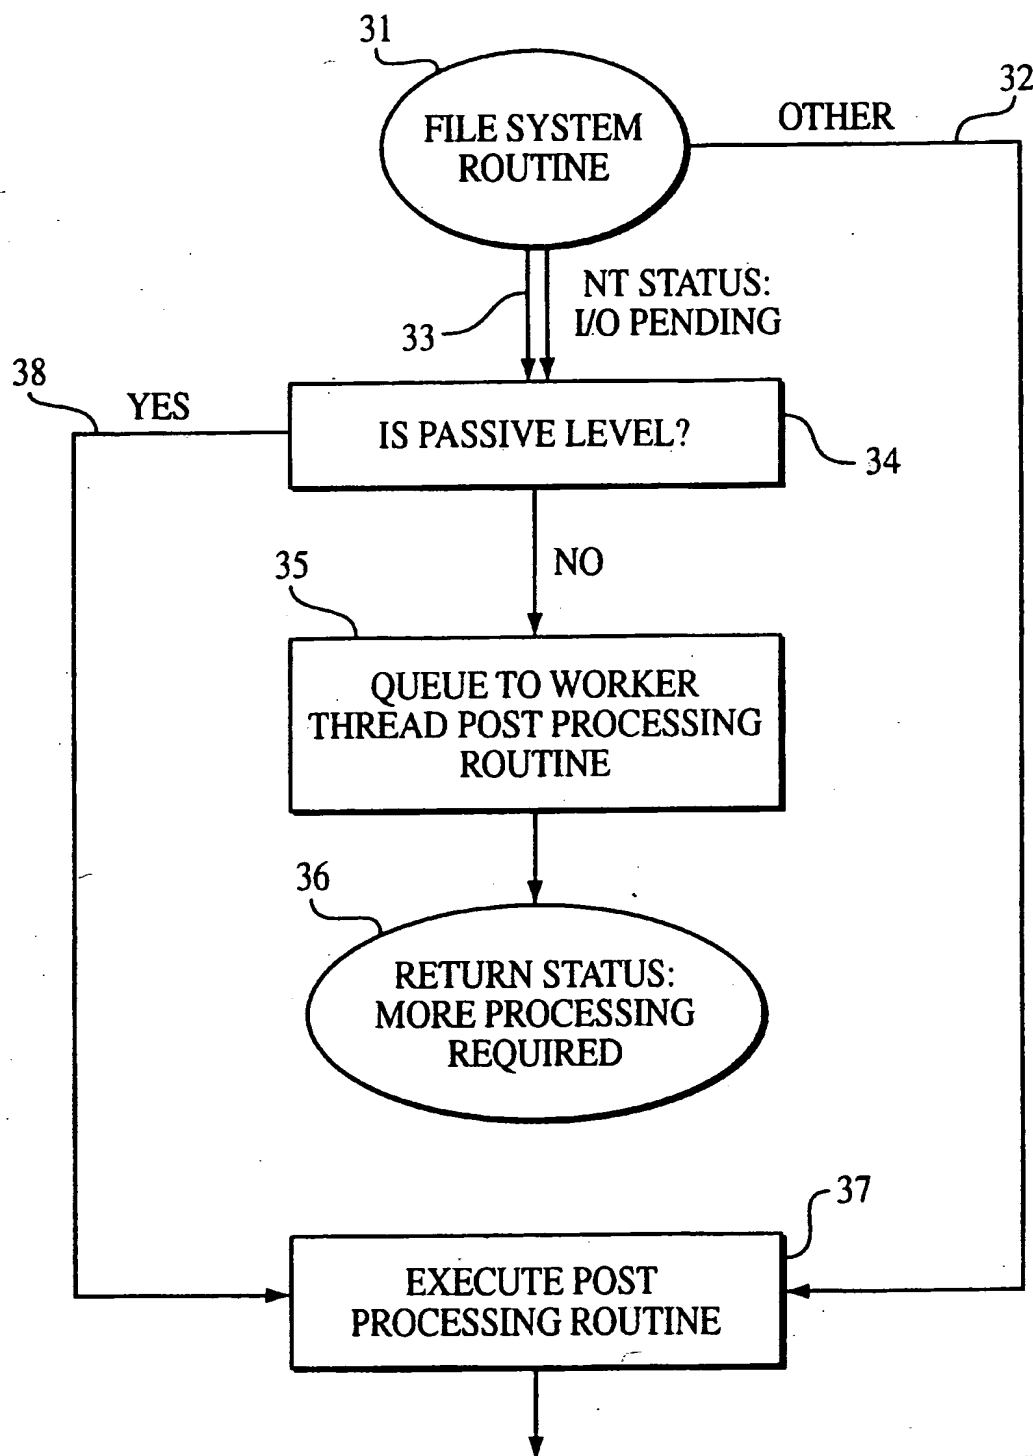 31
32
OTHER
FILE SYSTEM
ROUTINE
NT STATUS:
I/O PENDING
33
38
YES
IS PASSIVE LEVEL?
34
NO
35
QUEUE TO WORKER
THREAD POST PROCESSING
ROUTINE
36
RETURN STATUS:
MORE PROCESSING
REQUIRED
37
EXECUTE POST
PROCESSING ROUTINE